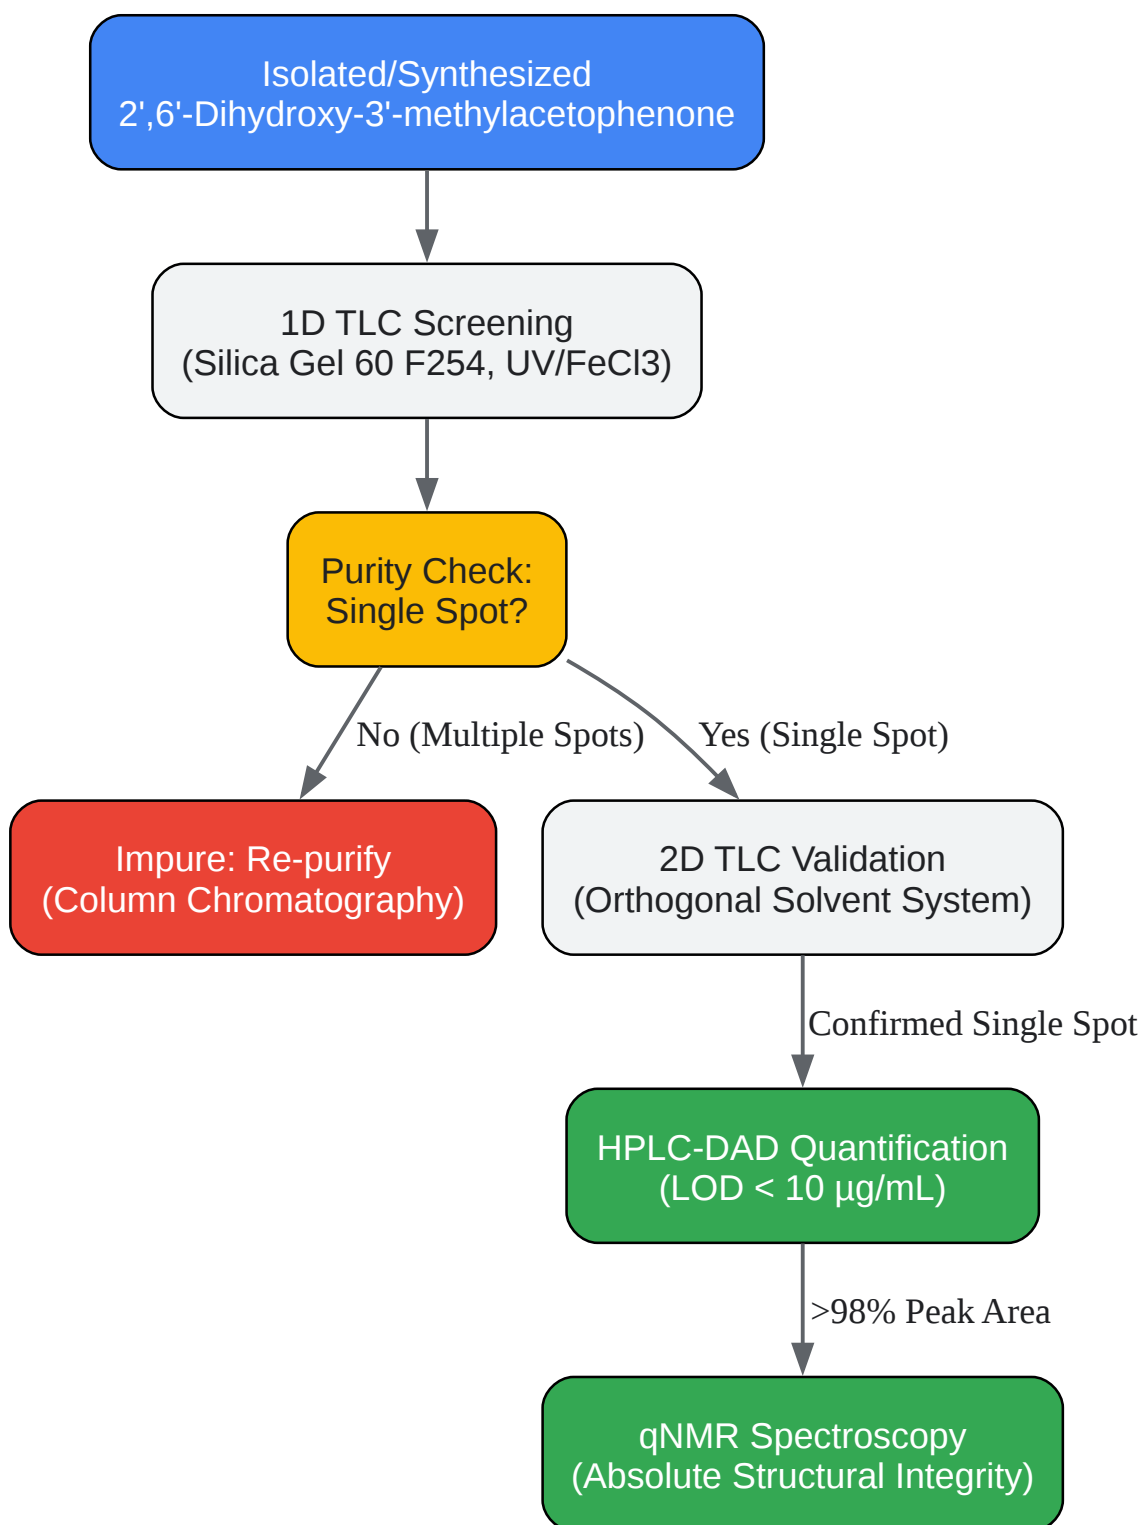 Isolated/Synthesized
2',6'-Dihydroxy-3'-methylacetophenone
1D TLC Screening
(Silica Gel 60 F254, UV/FeCl3)
Purity Check:
Single Spot?
No (Multiple Spots)
Yes (Single Spot)
Impure: Re-purify
(Column Chromatography)
2D TLC Validation
(Orthogonal Solvent System)
Confirmed Single Spot
HPLC-DAD Quantification
(LOD < 10 µg/mL)
>98% Peak Area
qNMR Spectroscopy
(Absolute Structural Integrity)